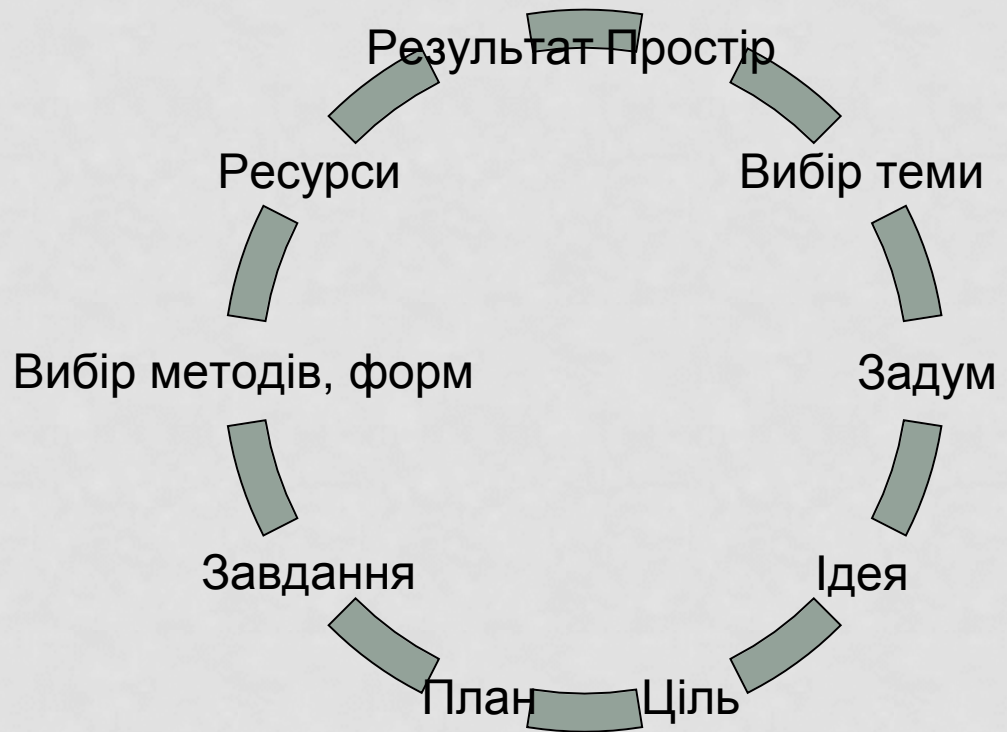 Результат Простір
Ресурси
Вибір теми
Вибір методів, форм
Задум
Завдання
Ідея
План
Ціль